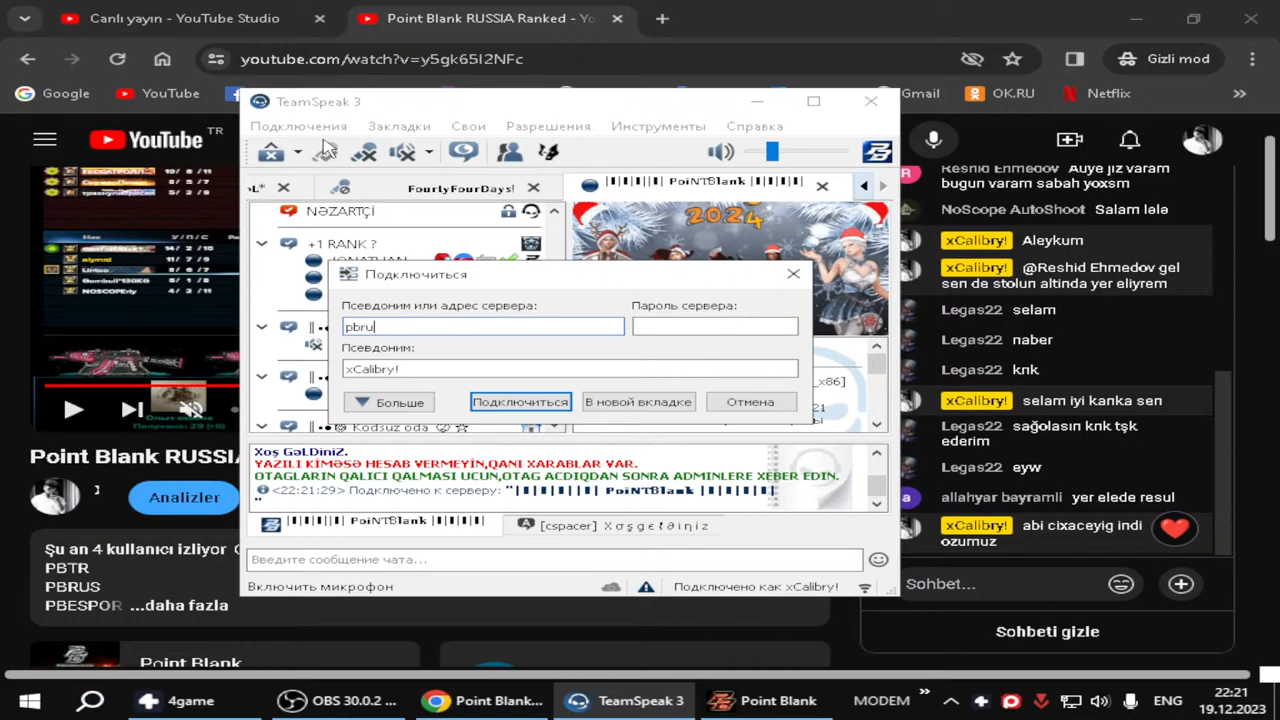 Canlı yayın - YouTube Studio
Point Blank RUSSIA Ranked - Yo
youtube.com/watch?v=y5gk65I2NFc
Gizli mod
Google
YouTube
Gmail
OK.RU
Netflix
TeamSpeak 3
Подключения Закладки Свои Разрешения Инструменты Справка
YouTube TR
FourlyFourDays!
PoiNTBlank
NƏZARTÇİ
+1 RANK ?
JONATHAN
2024
Подключиться
Псевдоним или адрес сервера:
Пароль сервера:
pbru
Псевдоним:
xCalibry!
Больше
Подключиться
В новой вкладке
Отмена
_x86]
Kodsuz oda
Xoş GəLDiniZ.
YAZILI KİMƏSƏ HESAB VERMEYİN,QANI XARABLAR VAR.
OTAGLARIN QALICI QALMASI UCUN,OTAG ACDIQDAN SONRA ADMINLERE XEBER EDIN.
<22:21:29> Подключено к серверу: "|▮|▮|▮|▮| PoiNTBlank |▮|▮|▮|▮|
"
PoiNTBlank
[cspacer] X σ ş g є ł ∂ i η i z
Введите сообщение чата...
Включить микрофон
Подключено как xCalibry!
Point Blank RUSSIA
Analizler
Şu an 4 kullanıcı izliyor
PBTR
PBRUS
PBESPOR ...daha fazla
Point Blank
Reshid Ehmedov Auye jiz varam
bugun varam sabah yoxsm
NoScope AutoShoot Salam lela
xCalibry! Aleykum
xCalibry! @Reshid Ehmedov gel
sen de stolun altinda yer eliyrem
Legas22 selam
Legas22 naber
Legas22 knk
xCalibry! selam iyi kanka sen
Legas22 sağolasın knk tşk
ederim
Legas22 eyw
allahyar bayramli yer elede resul
xCalibry! abi cixaceyig indi
ozumuz
Sohbet...
Sohbeti gizle
4game
OBS 30.0.2 ...
Point Blank...
TeamSpeak 3
Point Blank
MODEM
ENG
22:21
19.12.2023